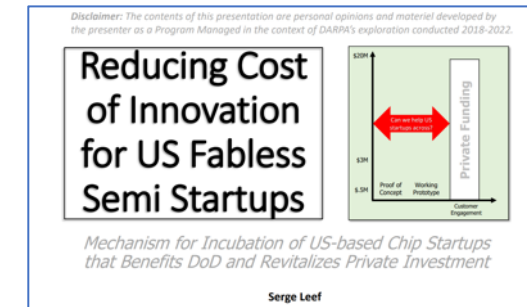 Disclaimer: The contents of this presentation are personal opinions and materiel developed by
the presenter as a Program Managed in the context of DARPA's exploration conducted 2018-2022.
Reducing Cost
of Innovation
for US Fabless
Semi Startups
$20M
Can we help US
startups across?
Private Funding
$3M
$.5M
Proof of
Concept
Working
Prototype
Customer
Engagement
Mechanism for Incubation of US-based Chip Startups
that Benefits DoD and Revitalizes Private Investment
Serge Leef